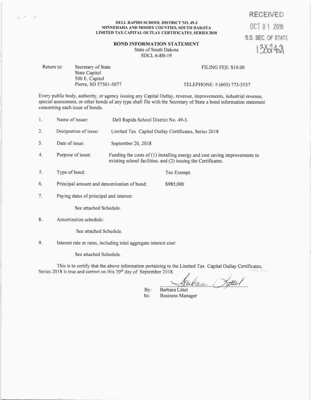 RECEIVED
OCT 01 2018
S.D. SEC. OF STATE
DELL RAPIDS SCHOOL DISTRICT NO. 49-3
MINNEHAHA AND MOODY COUNTIES, SOUTH DAKOTA
LIMITED TAX CAPITAL OUTLAY CERTIFICATES, SERIES 2018
BOND INFORMATION STATEMENT
State of South Dakota
SDCL 6-8B-19
Return to: Secretary of State FILING FEE: $10.00
State Capitol
500 E. Capitol
Pierre, SD 57501-5077 TELEPHONE: # (605) 773-3537
Every public body, authority, or agency issuing any Capital Outlay, revenue, improvements, industrial revenue,
special assessment, or other bonds of any type shall file with the Secretary of State a bond information statement
concerning each issue of bonds.
1. Name of issuer: Dell Rapids School District No. 49-3.
2. Designation of issue: Limited Tax Capital Outlay Certificates, Series 2018
3. Date of issue: September 20, 2018
4. Purpose of issue: Funding the costs of (1) installing energy and cost saving improvements to
existing school facilities, and (2) issuing the Certificates.
5. Type of bond: Tax Exempt.
6. Principal amount and denomination of bond: $985,000
7. Paying dates of principal and interest:
See attached Schedule.
8. Amortization schedule:
See attached Schedule.
9. Interest rate or rates, including total aggregate interest cost:
See attached Schedule.
This is to certify that the above information pertaining to the Limited Tax Capital Outlay Certificates,
Series 2018 is true and correct on this 20th day of September 2018.
By: Barbara Littel
Its: Business Manager